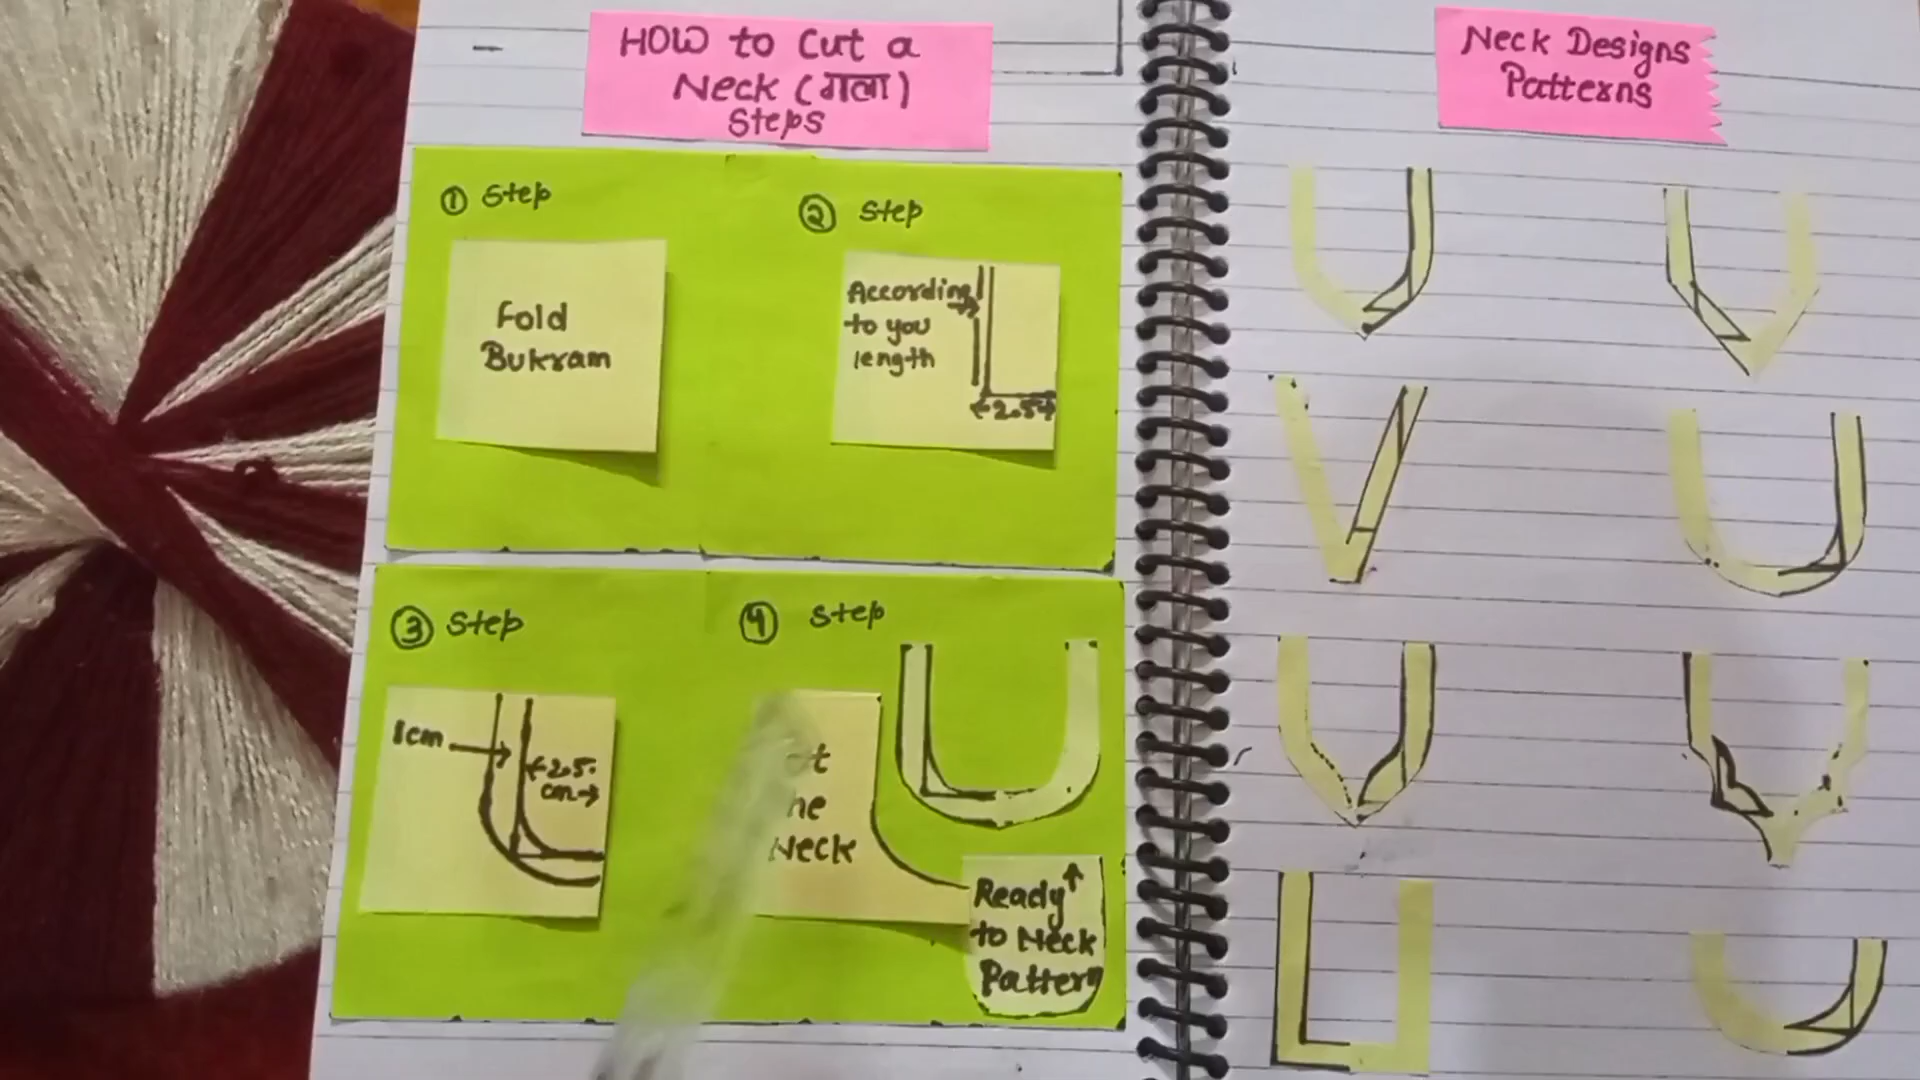 HOW to Cut a
Neck (गला)
Steps
① Step
Fold
Bukram
② Step
According
to you
length
2.5
③ Step
1cm
2.5.
cm
④ Step
Neck
Ready
to Neck
Pattern
Neck Designs
Patterns